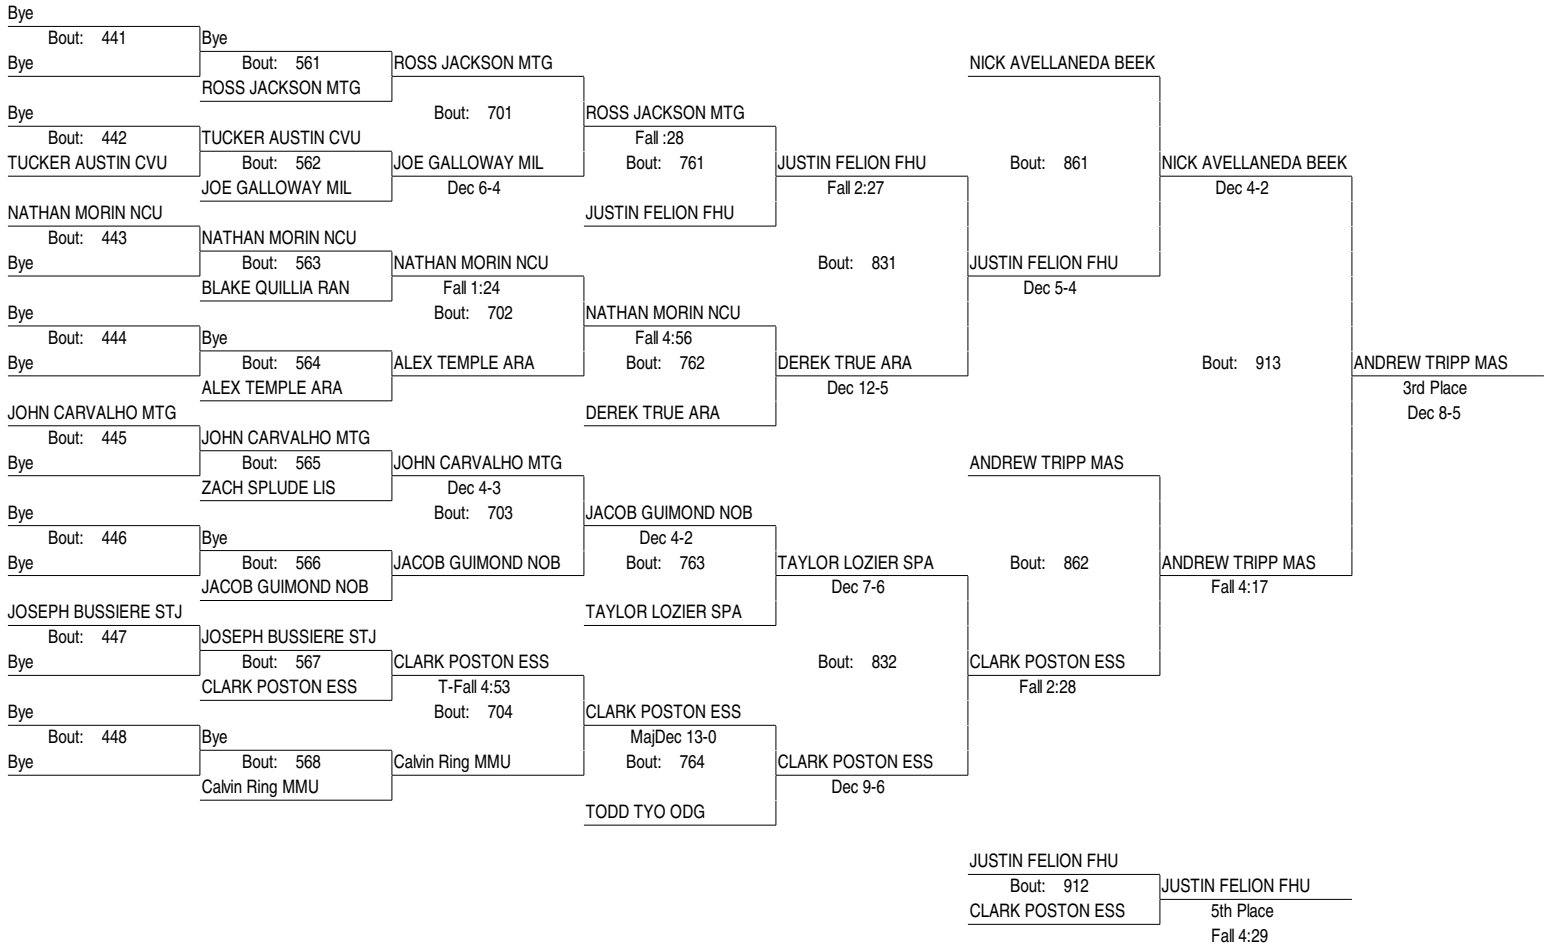 Bye
Bout: 441
Bye
Bye
Bout: 561
ROSS JACKSON MTG
ROSS JACKSON MTG
Bout: 701
Bye
Bout: 442
TUCKER AUSTIN CVU
TUCKER AUSTIN CVU
Bout: 562
JOE GALLOWAY MIL
JOE GALLOWAY MIL
Dec 6-4
ROSS JACKSON MTG
Fall :28
Bout: 761
JUSTIN FELION FHU
JUSTIN FELION FHU
Fall 2:27
NATHAN MORIN NCU
Bout: 443
Bye
NATHAN MORIN NCU
Bout: 563
BLAKE QUILLIA RAN
NATHAN MORIN NCU
Fall 1:24
Bout: 702
Bye
Bout: 444
Bye
Bye
Bout: 564
ALEX TEMPLE ARA
ALEX TEMPLE ARA
NATHAN MORIN NCU
Fall 4:56
Bout: 762
DEREK TRUE ARA
DEREK TRUE ARA
Dec 12-5
Bout: 831
JUSTIN FELION FHU
Dec 5-4
NICK AVELLANEDA BEEK
Bout: 861
NICK AVELLANEDA BEEK
Dec 4-2
JOHN CARVALHO MTG
Bout: 445
Bye
JOHN CARVALHO MTG
Bout: 565
ZACH SPLUDE LIS
JOHN CARVALHO MTG
Dec 4-3
Bout: 703
Bye
Bout: 446
Bye
Bye
Bout: 566
JACOB GUIMOND NOB
JACOB GUIMOND NOB
JACOB GUIMOND NOB
Dec 4-2
Bout: 763
TAYLOR LOZIER SPA
TAYLOR LOZIER SPA
Dec 7-6
JOSEPH BUSSIERE STJ
Bout: 447
Bye
JOSEPH BUSSIERE STJ
Bout: 567
CLARK POSTON ESS
CLARK POSTON ESS
T-Fall 4:53
Bout: 704
Bye
Bout: 448
Bye
Bye
Bout: 568
Calvin Ring MMU
Calvin Ring MMU
CLARK POSTON ESS
MajDec 13-0
Bout: 764
TODD TYO ODG
CLARK POSTON ESS
Dec 9-6
Bout: 832
CLARK POSTON ESS
Fall 2:28
ANDREW TRIPP MAS
Bout: 862
ANDREW TRIPP MAS
Fall 4:17
Bout: 913
ANDREW TRIPP MAS
3rd Place
Dec 8-5
JUSTIN FELION FHU
Bout: 912
CLARK POSTON ESS
JUSTIN FELION FHU
5th Place
Fall 4:29